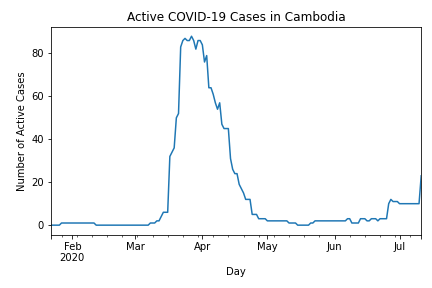 Active COVID-19 Cases in Cambodia
Number of Active Cases
80
60
40
20
0
Feb Mar Apr May Jun Jul
2020
Day